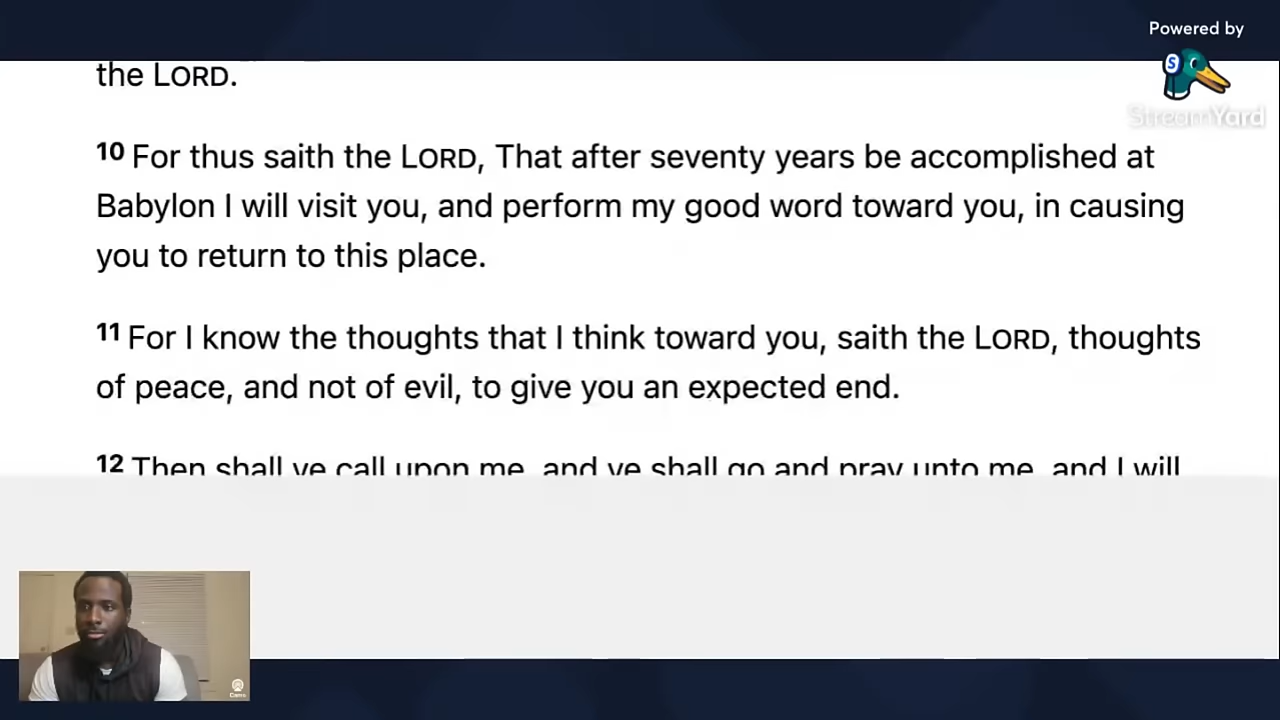 Powered by
StreamYard
the LORD.
10 For thus saith the LORD, That after seventy years be accomplished at
Babylon I will visit you, and perform my good word toward you, in causing
you to return to this place.
11 For I know the thoughts that I think toward you, saith the LORD, thoughts
of peace, and not of evil, to give you an expected end.
12 Then shall ye call upon me, and ye shall go and pray unto me, and I will